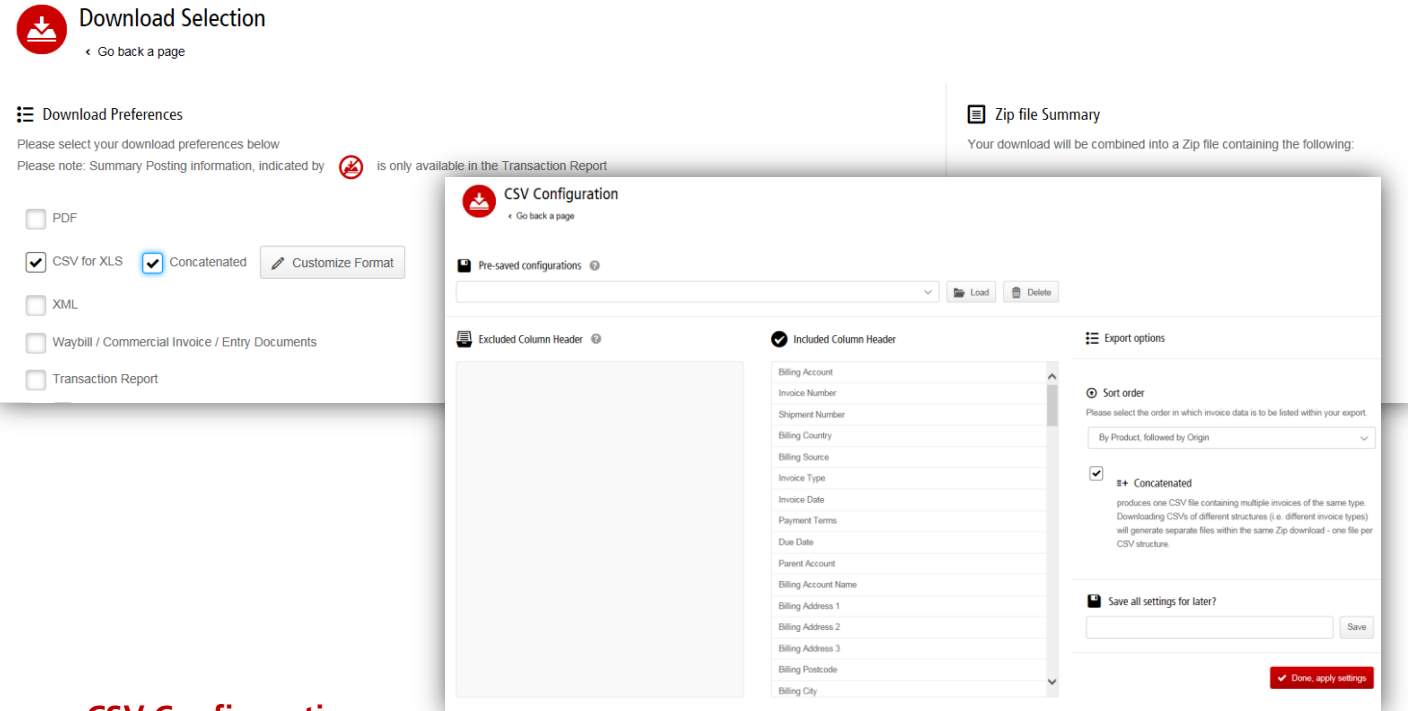 Download Selection
‹ Go back a page
Download Preferences
Please select your download preferences below
Please note: Summary Posting information, indicated by is only available in the Transaction Report
PDF
CSV for XLS Concatenated Customize Format
XML
Waybill / Commercial Invoice / Entry Documents
Transaction Report
Zip file Summary
Your download will be combined into a Zip file containing the following:
CSV Configuration
‹ Go back a page
Pre-saved configurations
Load Delete
Excluded Column Header
Included Column Header
Billing Account
Invoice Number
Shipment Number
Billing Country
Billing Source
Invoice Type
Invoice Date
Payment Terms
Due Date
Parent Account
Billing Account Name
Billing Address 1
Billing Address 2
Billing Address 3
Billing Postcode
Billing City
Export options
Sort order
Please select the order in which invoice data is to be listed within your export.
By Product, followed by Origin
Concatenated
produces one CSV file containing multiple invoices of the same type.
Downloading CSVs of different structures (i.e. different invoice types)
will generate separate files within the same Zip download - one file per
CSV structure.
Save all settings for later?
Save
Done, apply settings